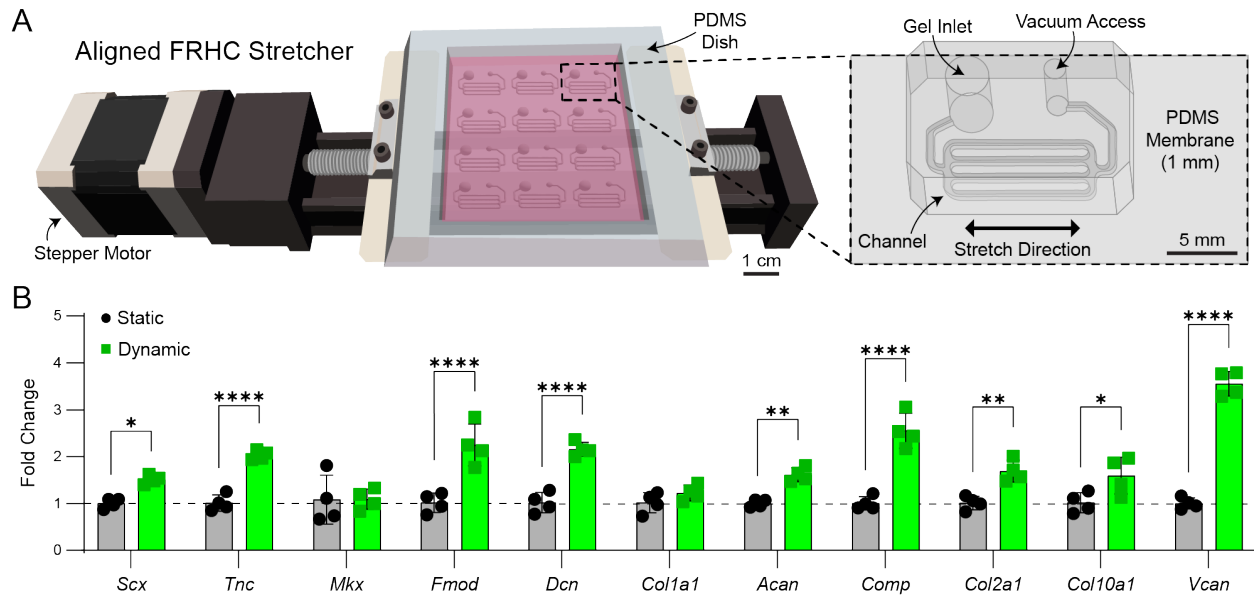 A
Aligned FRHC Stretcher
PDMS
Dish
Stepper Motor
1 cm
Gel Inlet
Vacuum Access
PDMS
Membrane
(1 mm)
Channel
Stretch Direction
5 mm
B
Fold Change
5
4
3
2
1
0
Static
Dynamic
*
****
****
****
**
****
**
*
****
Scx
Tnc
Mkx
Fmod
Dcn
Col1a1
Acan
Comp
Col2a1
Col10a1
Vcan